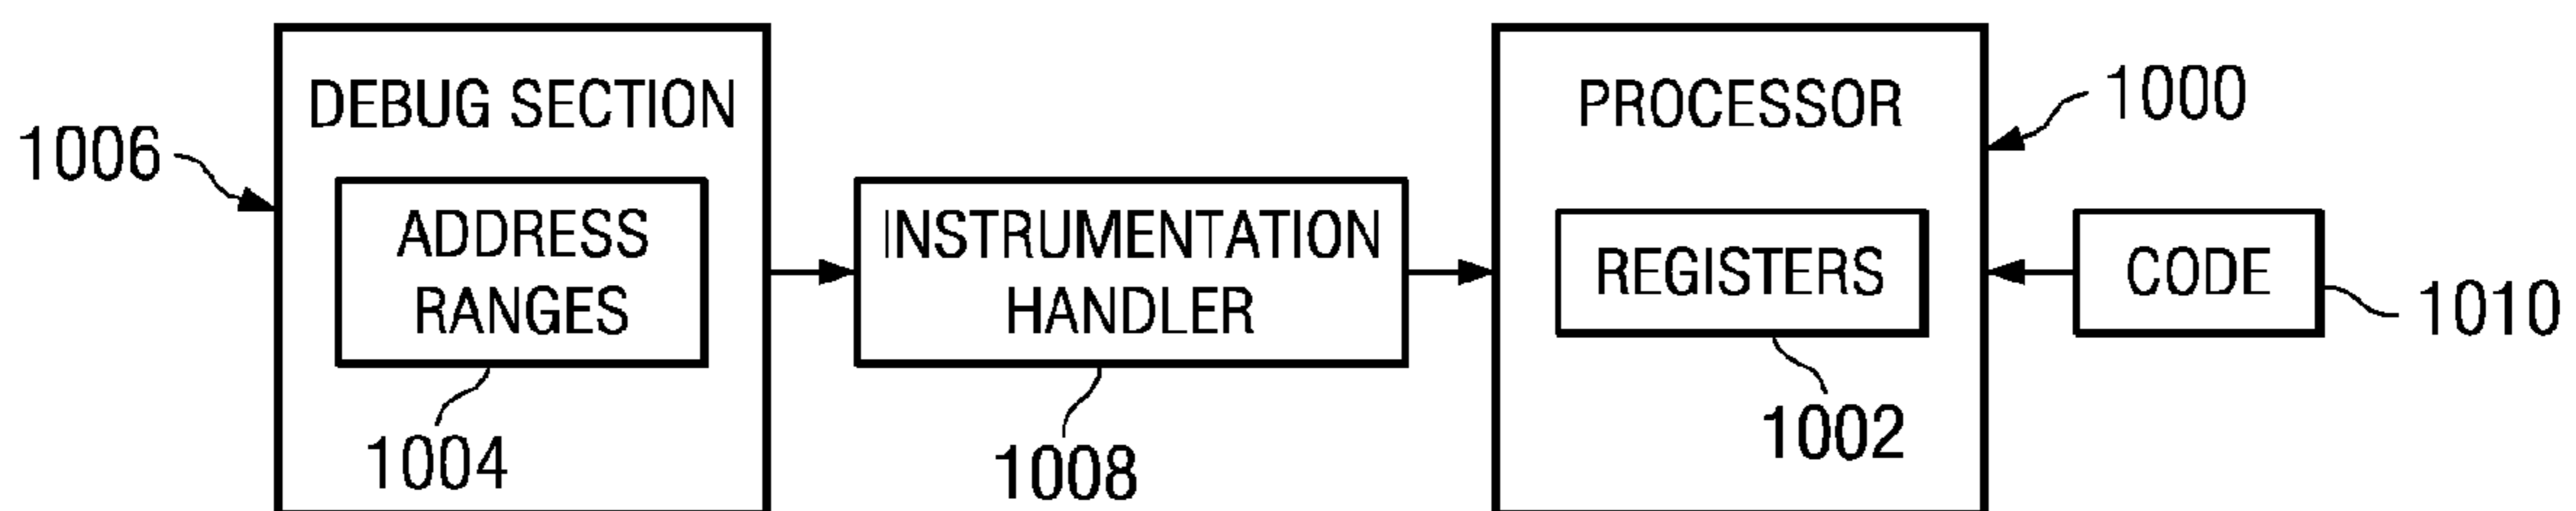 DEBUG SECTION
1006
ADDRESS
RANGES
1004
INSTRUMENTATION
HANDLER
1008
PROCESSOR
1000
REGISTERS
1002
CODE
1010